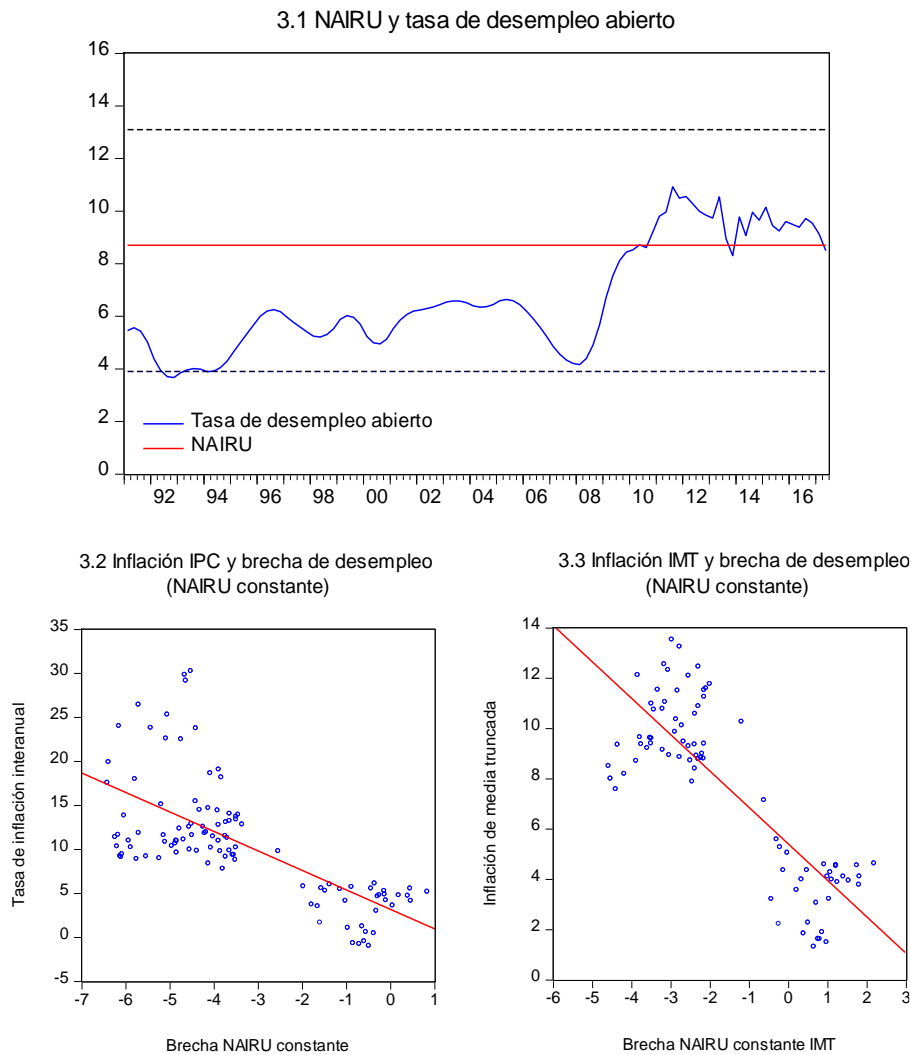 3.1 NAIRU y tasa de desempleo abierto
16
14
12
10
8
6
4
2
0
Tasa de desempleo abierto
NAIRU
92 94 96 98 00 02 04 06 08 10 12 14 16
3.2 Inflación IPC y brecha de desempleo
(NAIRU constante)
35
30
25
20
15
10
5
0
-5
Tasa de inflación interanual
-7 -6 -5 -4 -3 -2 -1 0 1
Brecha NAIRU constante
3.3 Inflación IMT y brecha de desempleo
(NAIRU constante)
14
12
10
8
6
4
2
0
Inflación de media truncada
-6 -5 -4 -3 -2 -1 0 1 2 3
Brecha NAIRU constante IMT